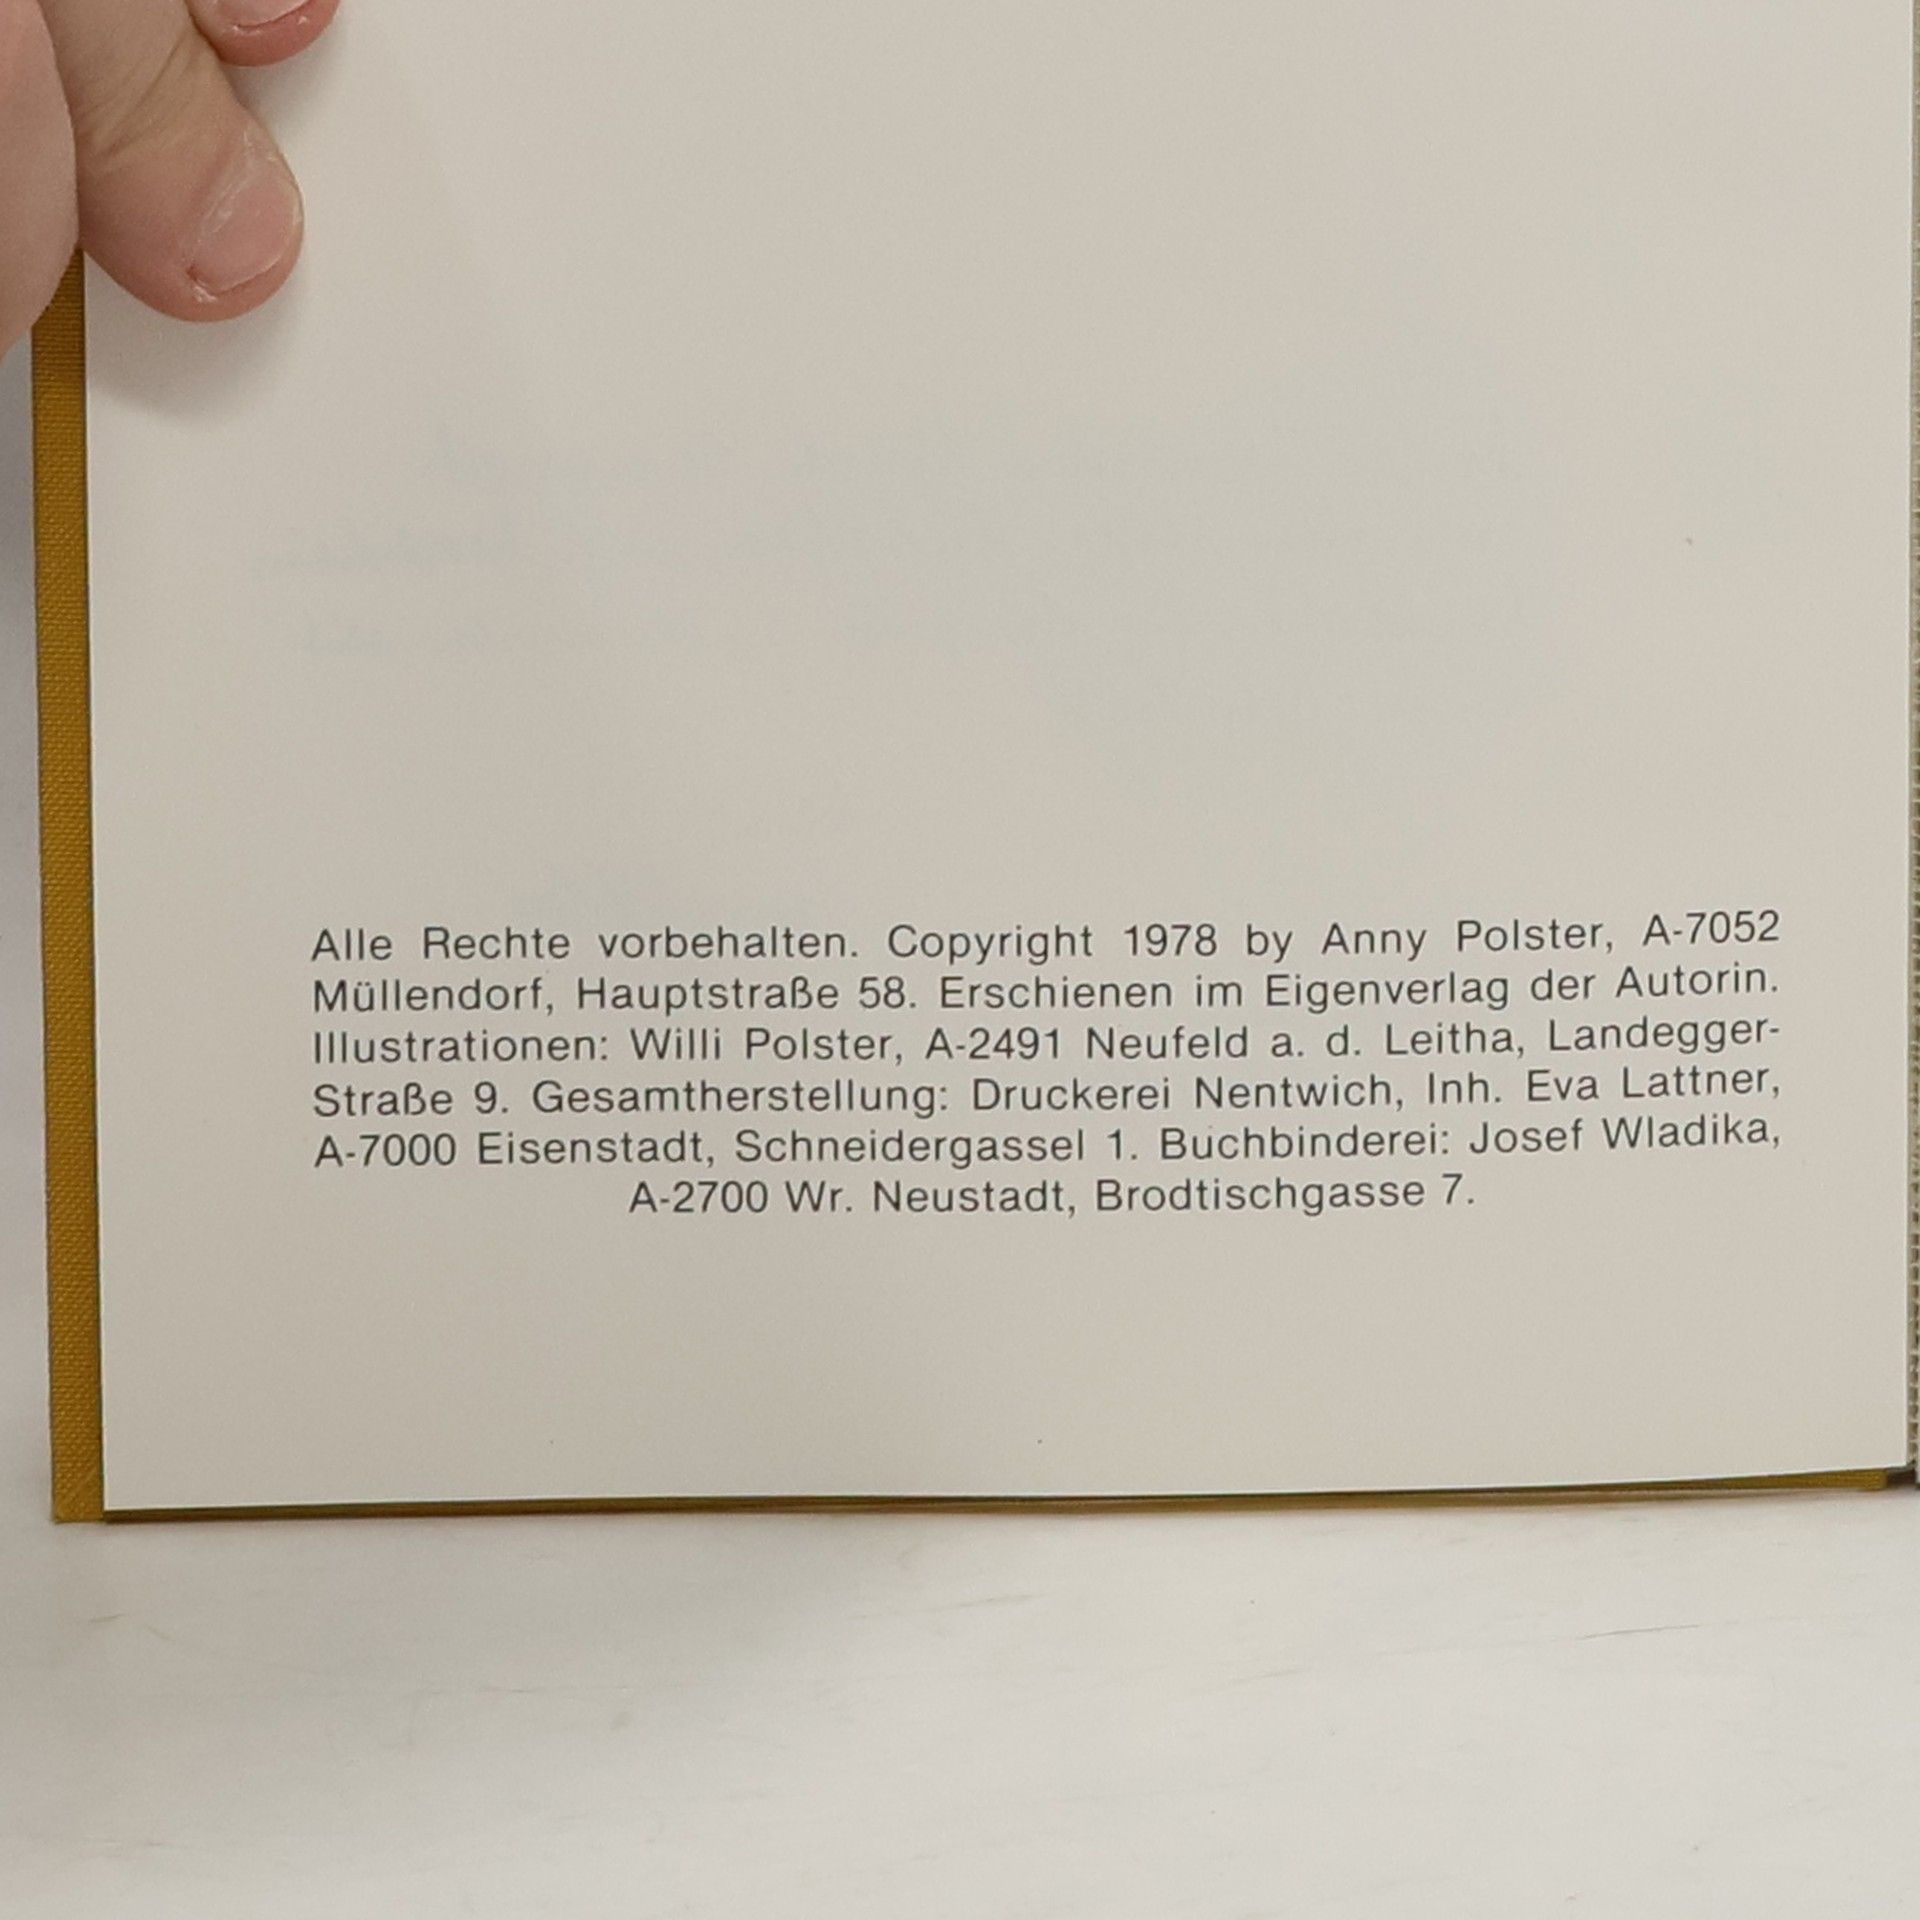 Alle Rechte vorbehalten. Copyright 1978 by Anny Polster, A-7052
Müllendorf, Hauptstraße 58. Erschienen im Eigenverlag der Autorin.
Illustrationen: Willi Polster, A-2491 Neufeld a. d. Leitha, Landegger-
Straße 9. Gesamtherstellung: Druckerei Nentwich, Inh. Eva Lattner,
A-7000 Eisenstadt, Schneidergassel 1. Buchbinderei: Josef Wladika,
A-2700 Wr. Neustadt, Brodtischgasse 7.